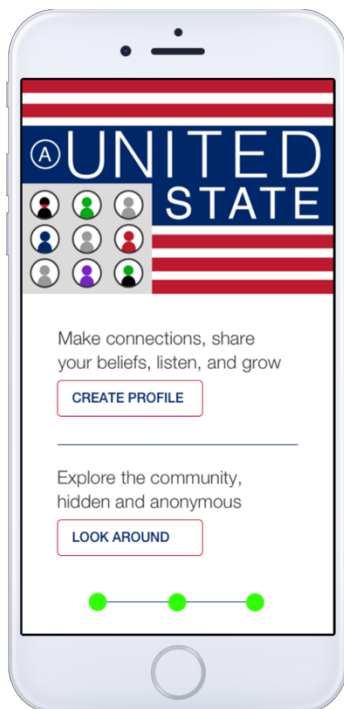 A UNITED
STATE
Make connections, share
your beliefs, listen, and grow
CREATE PROFILE
Explore the community,
hidden and anonymous
LOOK AROUND